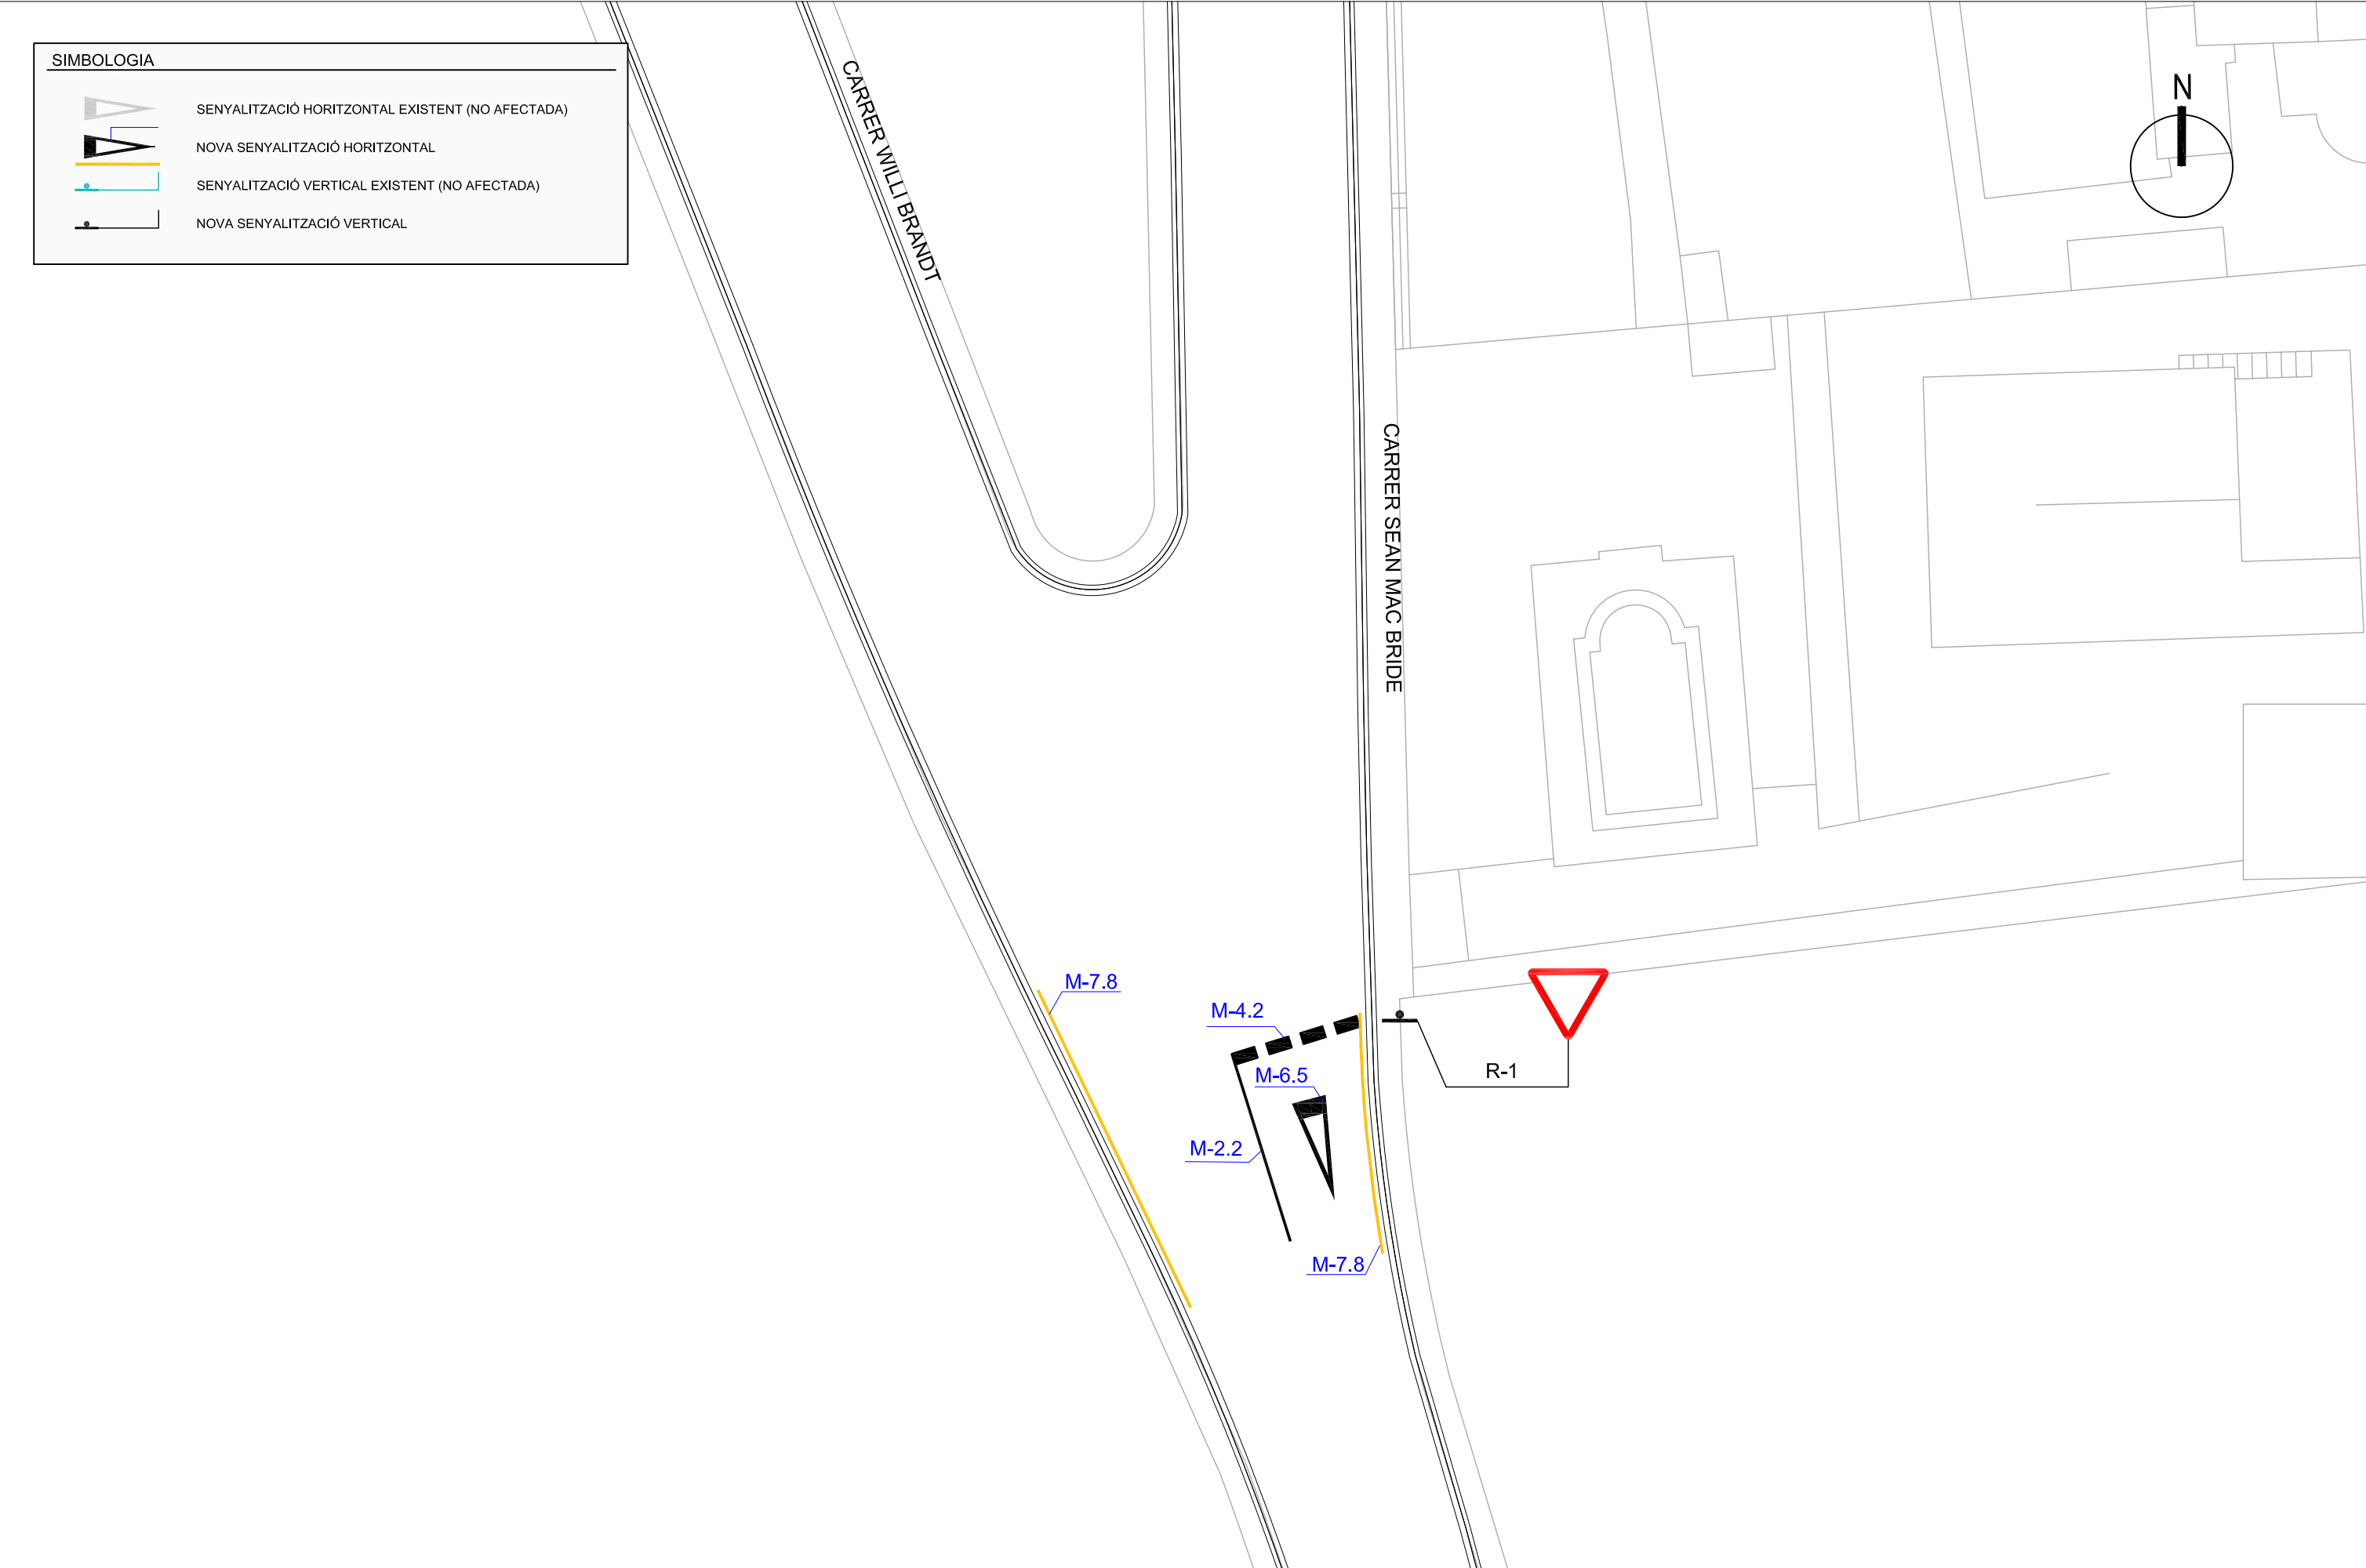 SIMBOLOGIA
SENYALITZACIÓ HORITZONTAL EXISTENT (NO AFECTADA)
NOVA SENYALITZACIÓ HORITZONTAL
SENYALITZACIÓ VERTICAL EXISTENT (NO AFECTADA)
NOVA SENYALITZACIÓ VERTICAL
CARRER WILLI BRANDT
N
CARRER SEAN MAC BRIDE
M-7.8
M-4.2
M-6.5
R-1
M-2.2
M-7.8